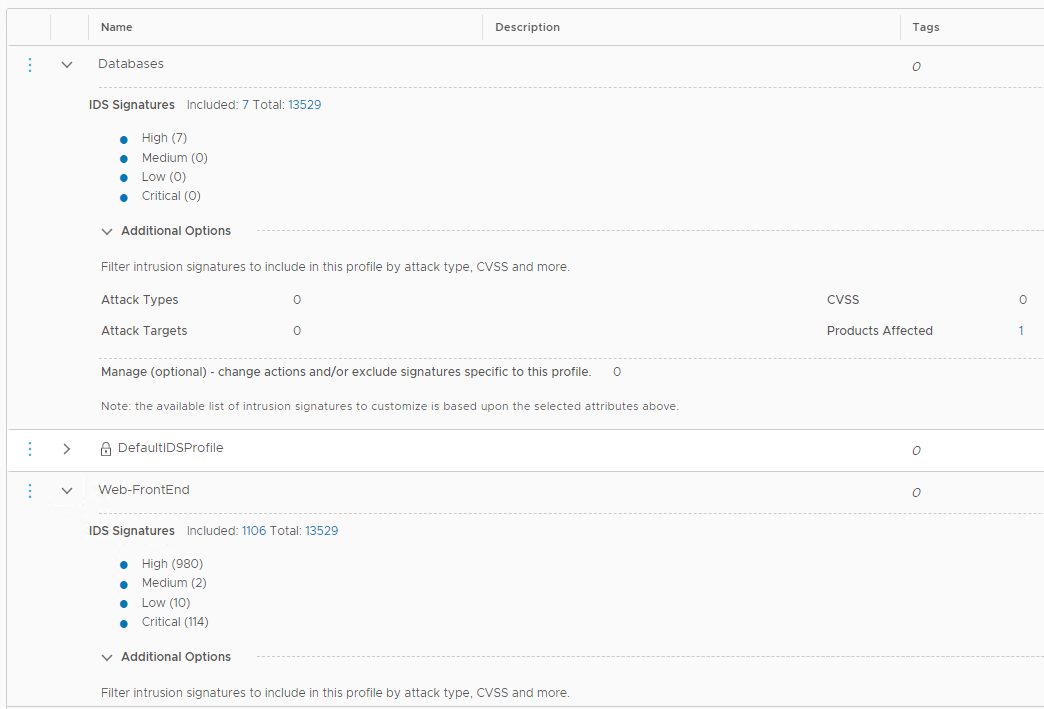 Name Description Tags
Databases 0
IDS Signatures Included: 7 Total: 13529
High (7)
Medium (0)
Low (0)
Critical (0)
Additional Options
Filter intrusion signatures to include in this profile by attack type, CVSS and more.
Attack Types 0 CVSS 0
Attack Targets 0 Products Affected 1
Manage (optional) - change actions and/or exclude signatures specific to this profile. 0
Note: the available list of intrusion signatures to customize is based upon the selected attributes above.
DefaultIDSProfile 0
Web-FrontEnd 0
IDS Signatures Included: 1106 Total: 13529
High (980)
Medium (2)
Low (10)
Critical (114)
Additional Options
Filter intrusion signatures to include in this profile by attack type, CVSS and more.